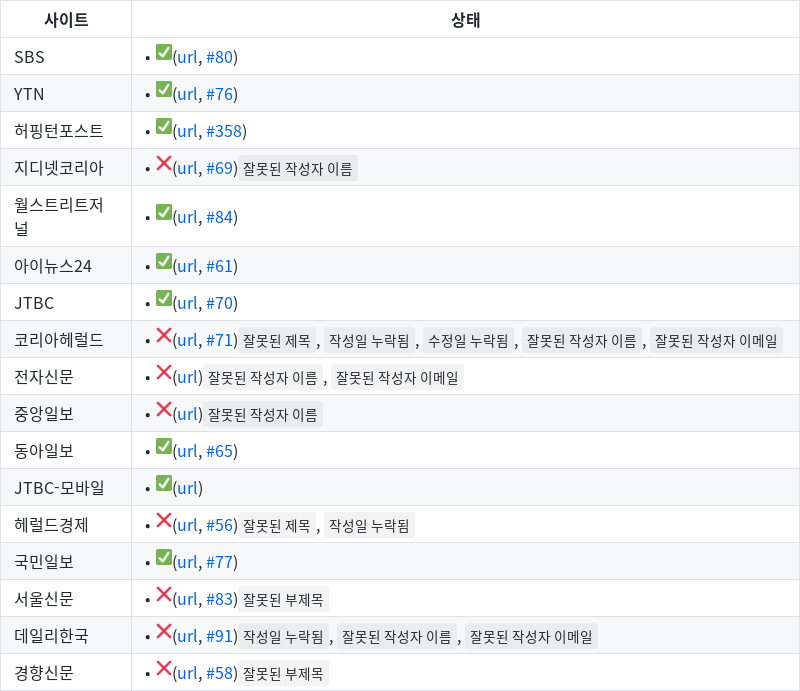 사이트 상태
SBS • ✅(url, #80)
YTN • ✅(url, #76)
허핑턴포스트 • ✅(url, #358)
지디넷코리아 • ❌(url, #69) 잘못된 작성자 이름
월스트리트저
널 • ✅(url, #84)
아이뉴스24 • ✅(url, #61)
JTBC • ✅(url, #70)
코리아헤럴드 • ❌(url, #71) 잘못된 제목 , 작성일 누락됨 , 수정일 누락됨 , 잘못된 작성자 이름 , 잘못된 작성자 이메일
전자신문 • ❌(url) 잘못된 작성자 이름 , 잘못된 작성자 이메일
중앙일보 • ❌(url) 잘못된 작성자 이름
동아일보 • ✅(url, #65)
JTBC-모바일 • ✅(url)
헤럴드경제 • ❌(url, #56) 잘못된 제목 , 작성일 누락됨
국민일보 • ✅(url, #77)
서울신문 • ❌(url, #83) 잘못된 부제목
데일리한국 • ❌(url, #91) 작성일 누락됨 , 잘못된 작성자 이름 , 잘못된 작성자 이메일
경향신문 • ❌(url, #58) 잘못된 부제목